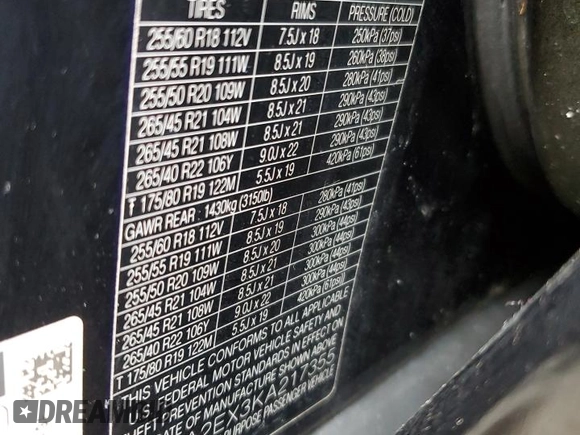 TIRES RIMS PRESSURE (COLD)
255/60 R18 112V 7.5J x 18 250kPa (37psi)
255/55 R19 111W 8.5J x 19 260kPa (38psi)
255/50 R20 109W 8.5J x 20 280kPa (41psi)
265/45 R21 104W 8.5J x 21 290kPa (43psi)
265/45 R21 108W 8.5J x 21 290kPa (43psi)
265/40 R22 106Y 9.0J x 22 290kPa (43psi)
T 175/80 R19 122M 5.5J x 19 420kPa (61psi)
GAWR REAR : 1430kg (3150lb)
255/60 R18 112V 7.5J x 18 280kPa (41psi)
255/55 R19 111W 8.5J x 19 290kPa (43psi)
255/50 R20 109W 8.5J x 20 300kPa (44psi)
265/45 R21 104W 8.5J x 21 300kPa (44psi)
265/45 R21 108W 8.5J x 21 300kPa (44psi)
265/40 R22 106Y 9.0J x 22 300kPa (44psi)
T 175/80 R19 122M 5.5J x 19 420kPa (61psi)
THIS VEHICLE CONFORMS TO ALL APPLICABLE
FEDERAL MOTOR VEHICLE SAFETY, BUMPER, AND
THEFT PREVENTION STANDARDS IN EFFECT
DATE OF MANUFACTURE SHOWN ABOVE
2EX3KA217355
PURPOSE PASSENGER VEHICLE